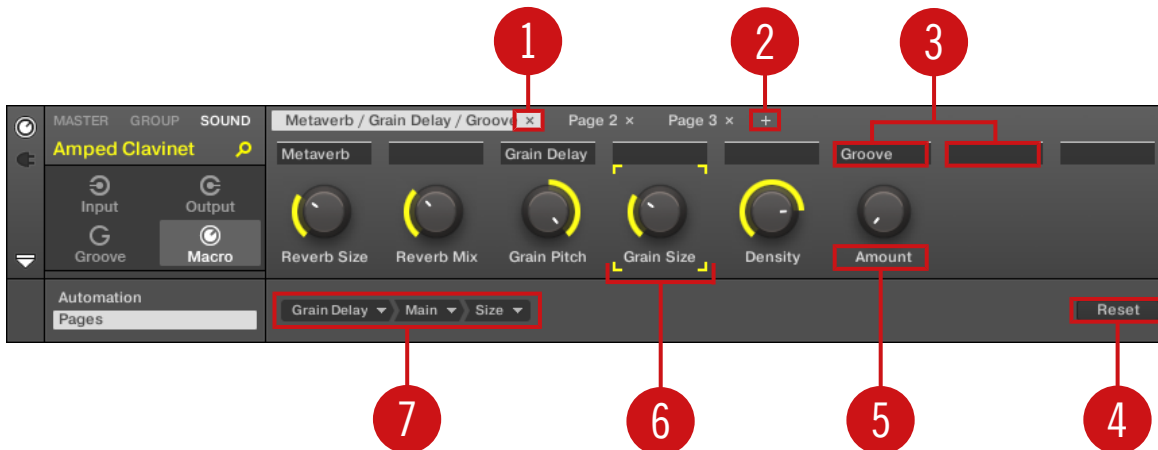 1 2 3
MASTER GROUP SOUND
Metaverb / Grain Delay / Groove × Page 2 × Page 3 × +
Amped Clavinet
Metaverb Grain Delay Groove
Input Output
Groove Macro
Reverb Size Reverb Mix Grain Pitch Grain Size Density Amount
Automation
Pages
Grain Delay Main Size Reset
7 6 5 4